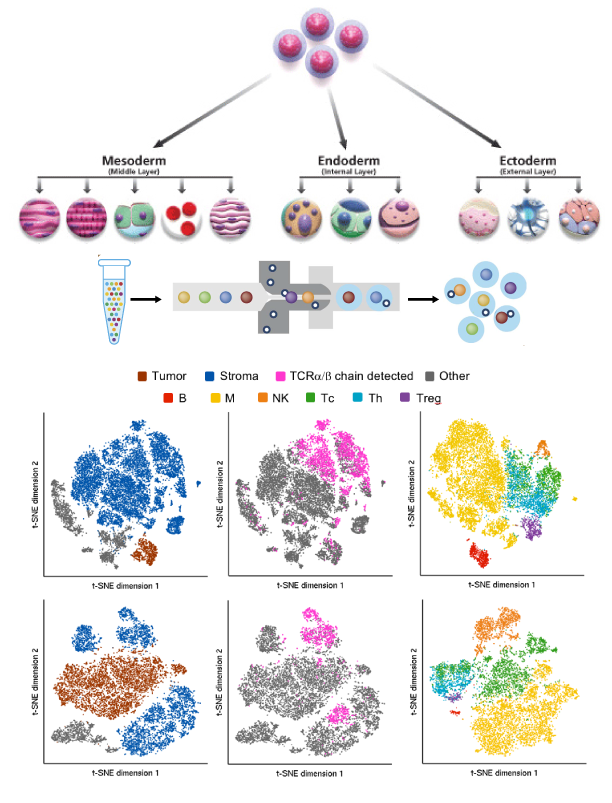 Mesoderm
(Middle Layer)
Endoderm
(Internal Layer)
Ectoderm
(External Layer)
Tumor Stroma TCRα/ß chain detected Other
B M NK Tc Th Treg
t-SNE dimension 2
t-SNE dimension 1
t-SNE dimension 2
t-SNE dimension 1
t-SNE dimension 2
t-SNE dimension 1
t-SNE dimension 2
t-SNE dimension 1
t-SNE dimension 2
t-SNE dimension 1
t-SNE dimension 2
t-SNE dimension 1